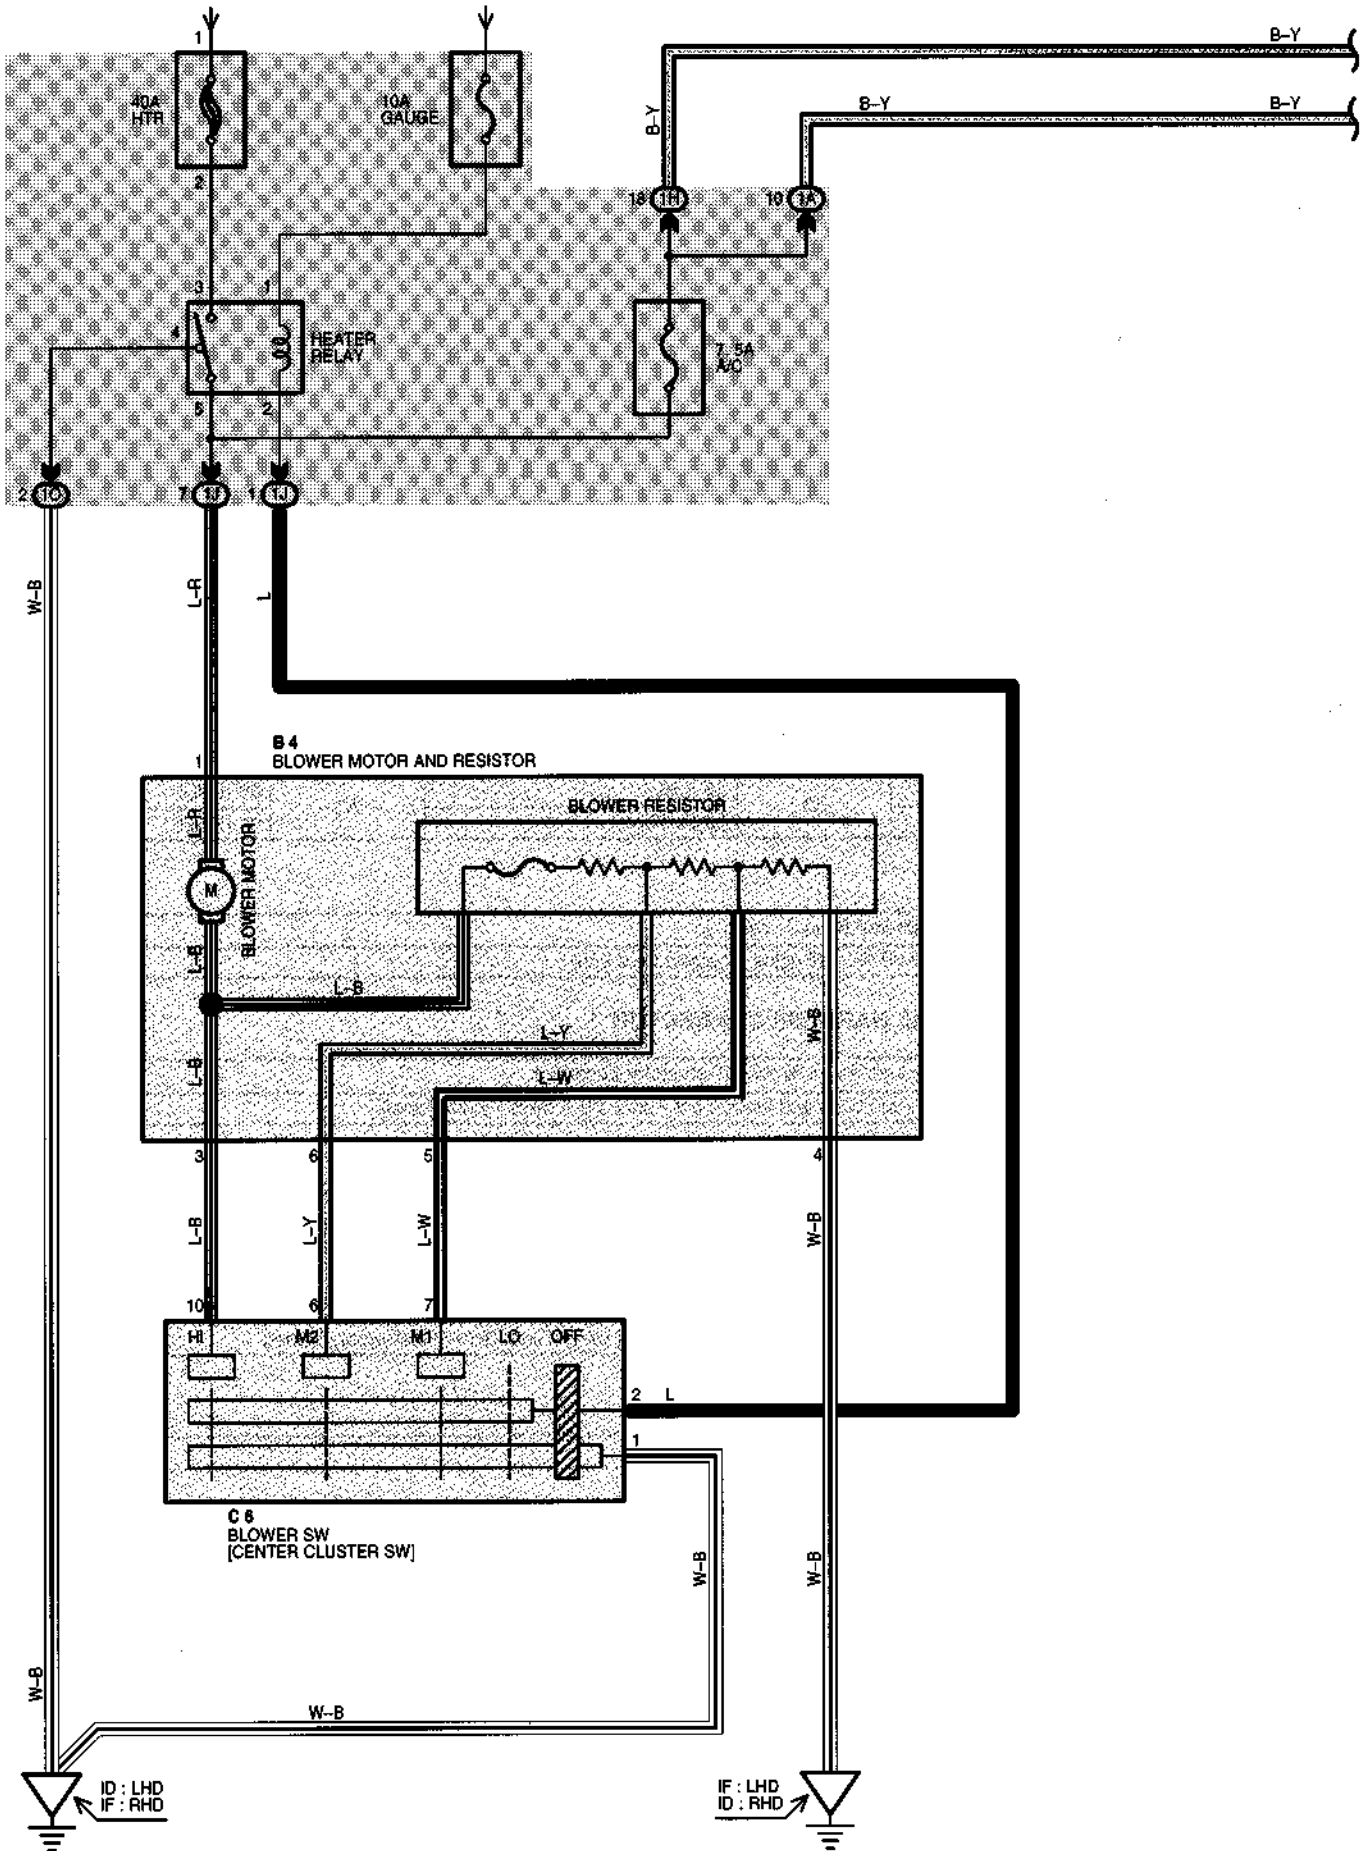 B-Y
1
40A
HTR
10A
GAUGE
B-Y
B-Y
B-Y
2
18 1H
10 1A
3
1
4
HEATER
RELAY
7. 5A
A/C
5
2
2 1C
7 1J
1 1J
W-B
L-R
L
B 4
BLOWER MOTOR AND RESISTOR
1
BLOWER RESISTOR
L-R
BLOWER MOTOR
M
L-B
L-B
L-Y
W-B
L-B
L-W
3
6
5
4
L-B
L-Y
L-W
W-B
10
6
7
HI
M2
M1
LO
OFF
2
L
1
C 6
BLOWER SW
[CENTER CLUSTER SW]
W-B
W-B
W-B
W-B
ID : LHD
IF : RHD
IF : LHD
ID : RHD